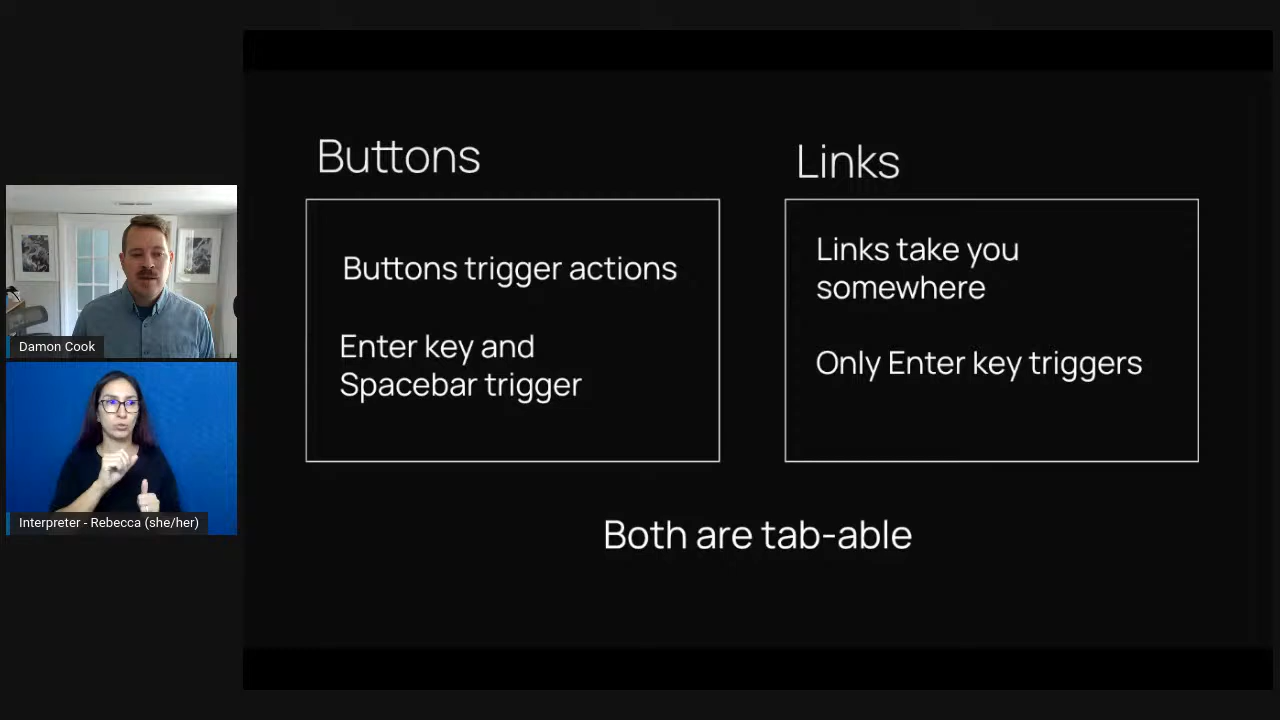 Buttons
Buttons trigger actions
Enter key and
Spacebar trigger
Links
Links take you
somewhere
Only Enter key triggers
Both are tab-able
Damon Cook
Interpreter - Rebecca (she/her)